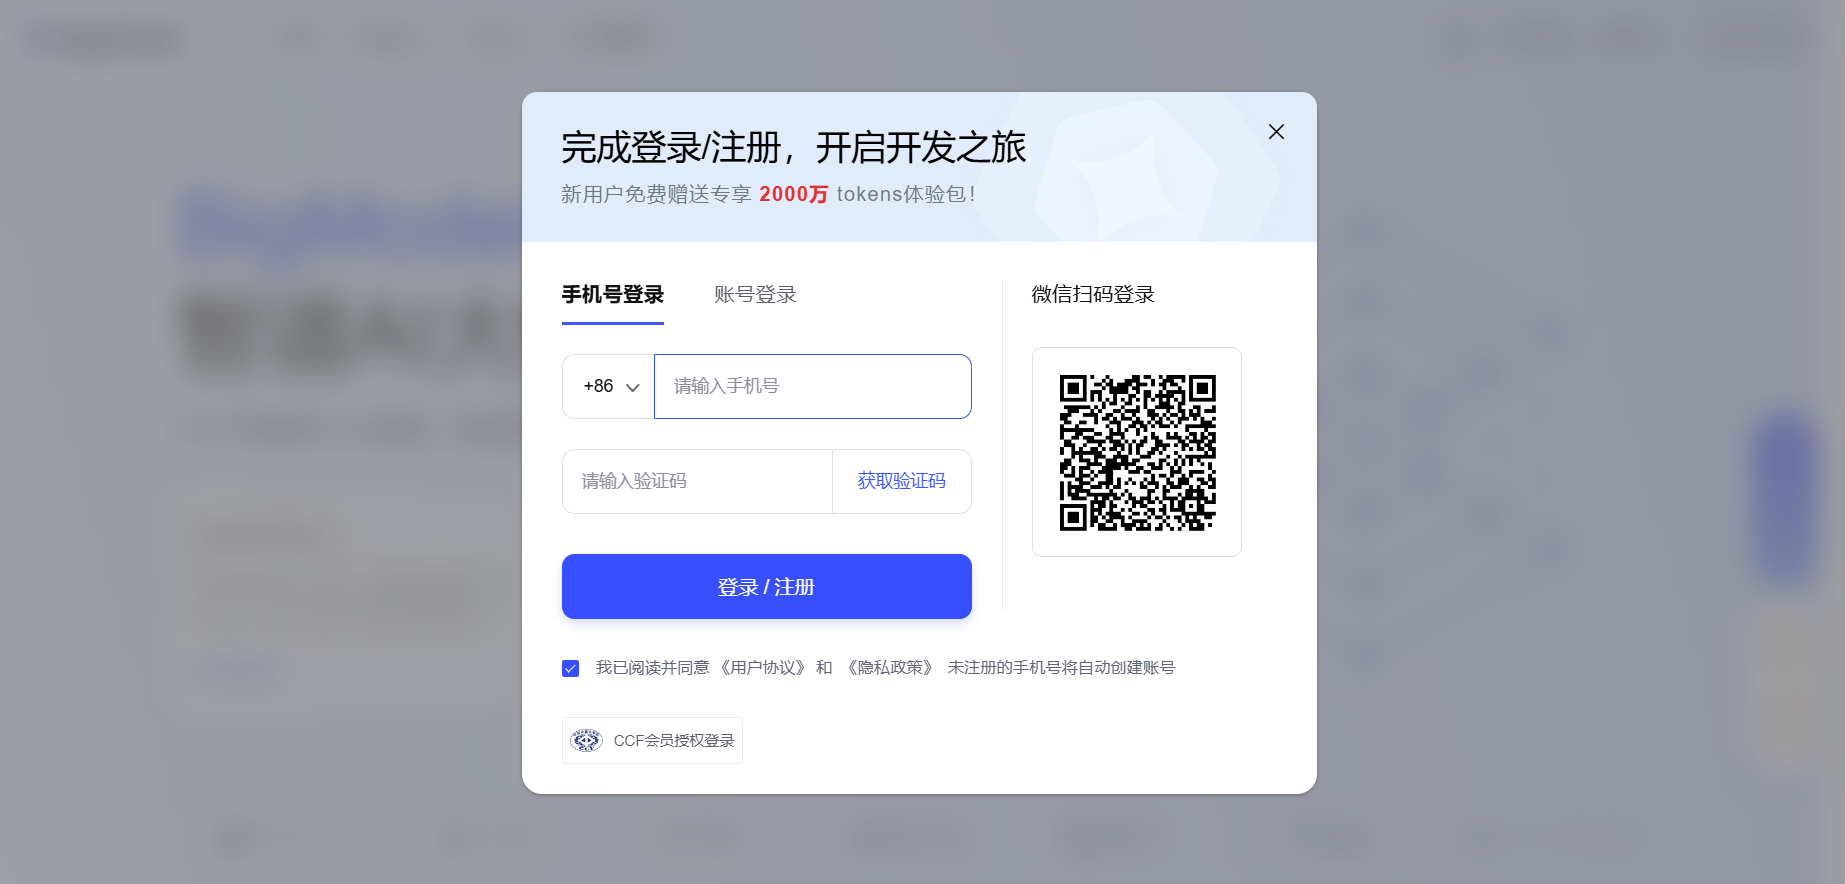 完成登录/注册，开启开发之旅
新用户免费赠送专享 2000万 tokens体验包！
手机号登录
账号登录
微信扫码登录
+86
请输入手机号
请输入验证码
获取验证码
登录 / 注册
我已阅读并同意《用户协议》和 《隐私政策》 未注册的手机号将自动创建账号
CCF会员授权登录